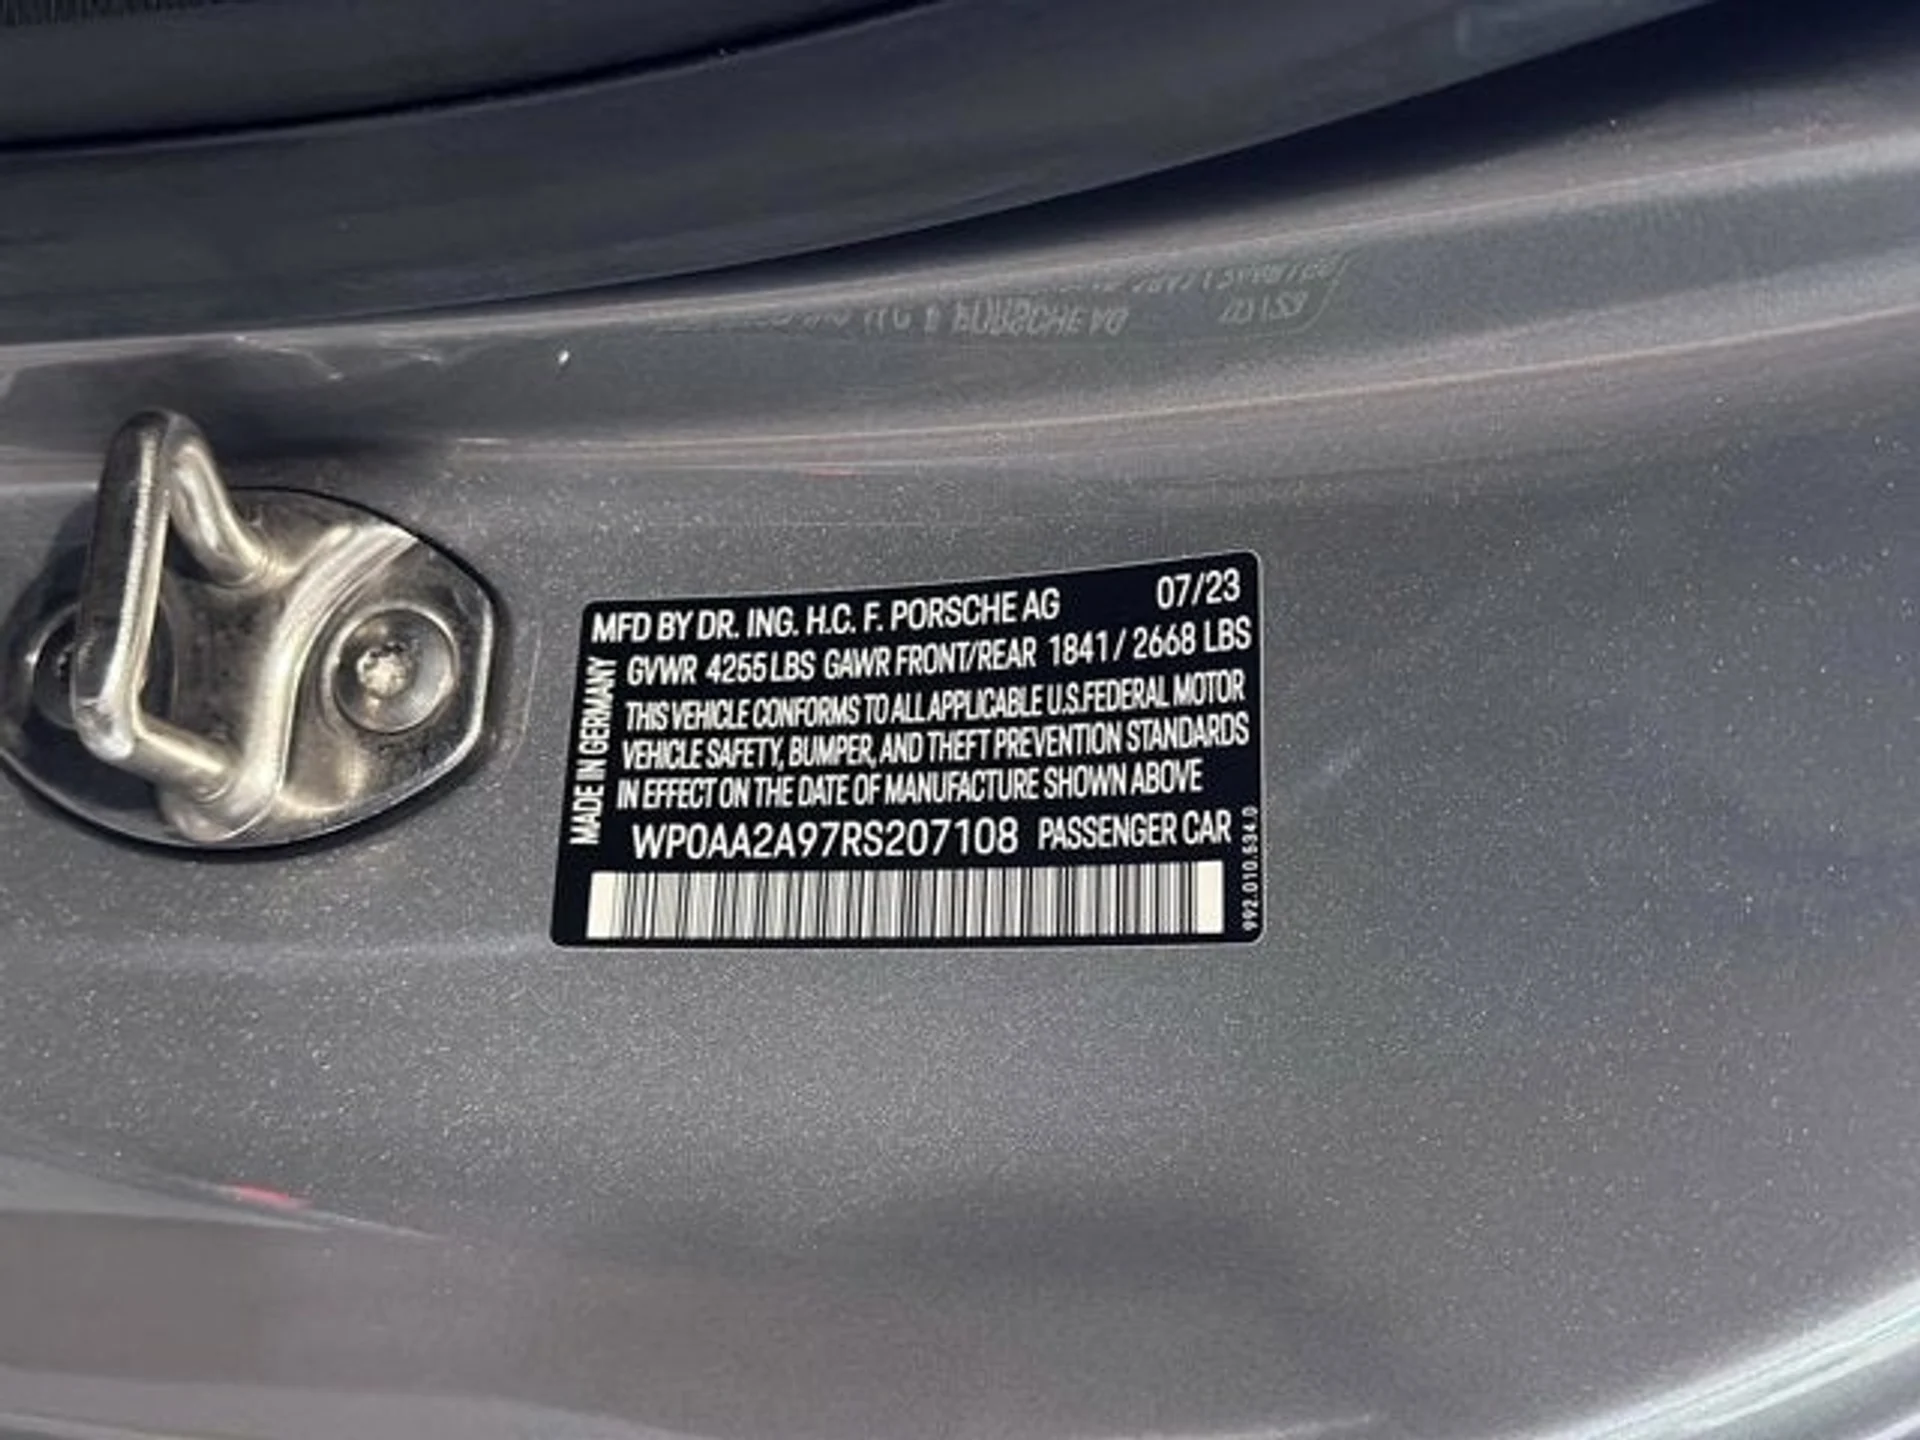 MFD BY DR. ING. H.C. F. PORSCHE AG 07/23
GVWR 4255 LBS GAWR FRONT/REAR 1841 / 2668 LBS
THIS VEHICLE CONFORMS TO ALL APPLICABLE U.S.FEDERAL MOTOR
VEHICLE SAFETY, BUMPER, AND THEFT PREVENTION STANDARDS
IN EFFECT ON THE DATE OF MANUFACTURE SHOWN ABOVE
WP0AA2A97RS207108 PASSENGER CAR
MADE IN GERMANY
992.010.534.D